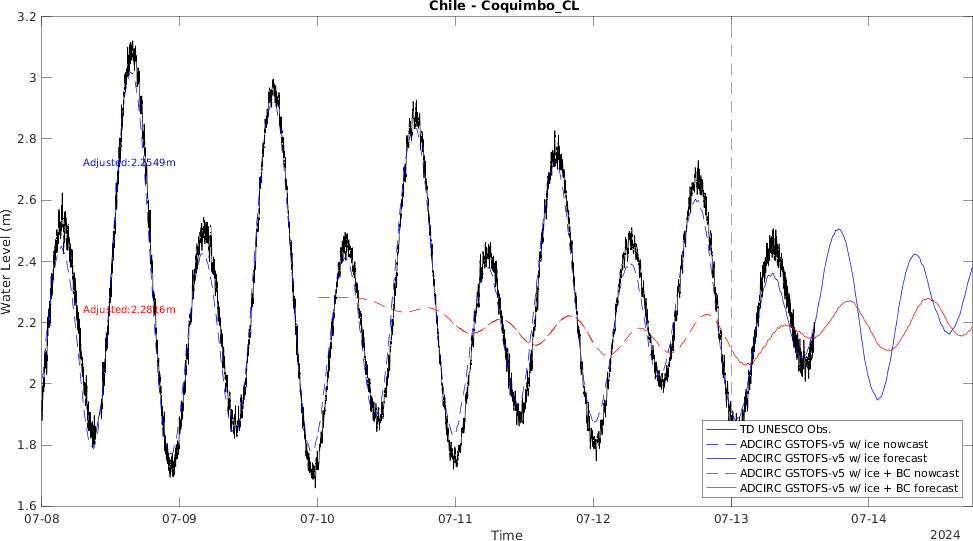 Chile - Coquimbo_CL
3.2
3
2.8
2.6
2.4
2.2
2
1.8
1.6
Water Level (m)
Adjusted:2.2549m
Adjusted:2.2816m
TD UNESCO Obs.
ADCIRC GSTOFS-v5 w/ ice nowcast
ADCIRC GSTOFS-v5 w/ ice forecast
ADCIRC GSTOFS-v5 w/ ice + BC nowcast
ADCIRC GSTOFS-v5 w/ ice + BC forecast
07-08 07-09 07-10 07-11 07-12 07-13 07-14
Time
2024